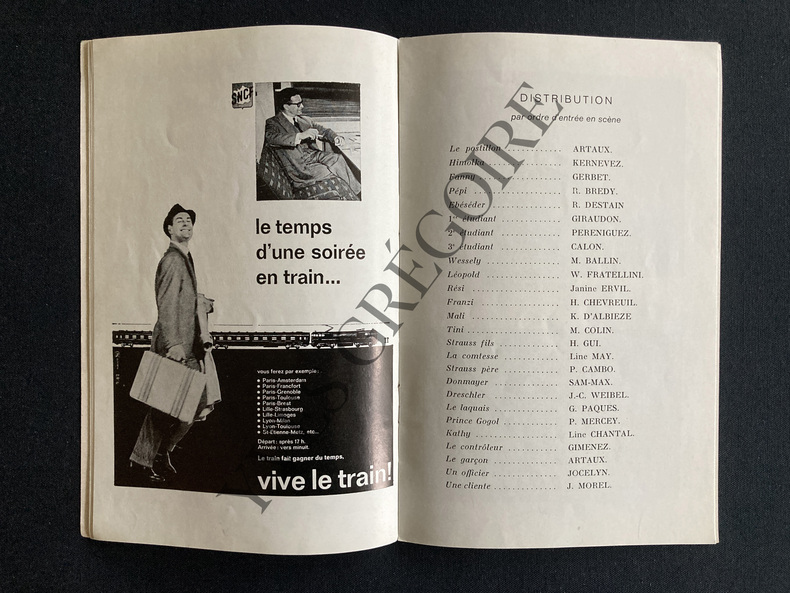 SNCF
le temps
d'une soirée
en train...
vous ferez par exemple :
● Paris-Amsterdam
● Paris-Francfort
● Paris-Grenoble
● Paris-Toulouse
● Paris-Brest
● Lille-Strasbourg
● Lille-Limoges
● Lyon-Milan
● Lyon-Toulouse
● St-Etienne-Metz, etc...
Départ : après 17 h.
Arrivée : vers minuit.
Le train fait gagner du temps,
vive le train!
DISTRIBUTION
par ordre d'entrée en scène
Le postillon ........... ARTAUX.
Himolka ............... KERNEVEZ.
Fanny ................. GERBET.
Pépi .................. R. BREDY.
Ebéséder .............. R. DESTAIN
1er étudiant ........... GIRAUDON.
2e étudiant ............ PERENIGUEZ.
3e étudiant ............ CALON.
Wessely ............... M. BALLIN.
Léopold ............... W. FRATELLINI.
Rési .................. Janine ERVIL.
Franzi ................ H. CHEVREUIL.
Mali .................. K. D'ALBIEZE
Tini .................. M. COLIN.
Strauss fils ........... H. GUI.
La comtesse ........... Line MAY.
Strauss père ........... P. CAMBO.
Donmayer .............. SAM-MAX.
Dreschler ............. J.-C. WEIBEL.
Le laquais ............ G. PAQUES.
Prince Gogol .......... P. MERCEY.
Kathy ................. Line CHANTAL.
Le contrôleur ......... GIMENEZ.
Le garçon ............. ARTAUX.
Un officier ........... JOCELYN.
Une cliente ........... J. MOREL.
GRÉGOIRE